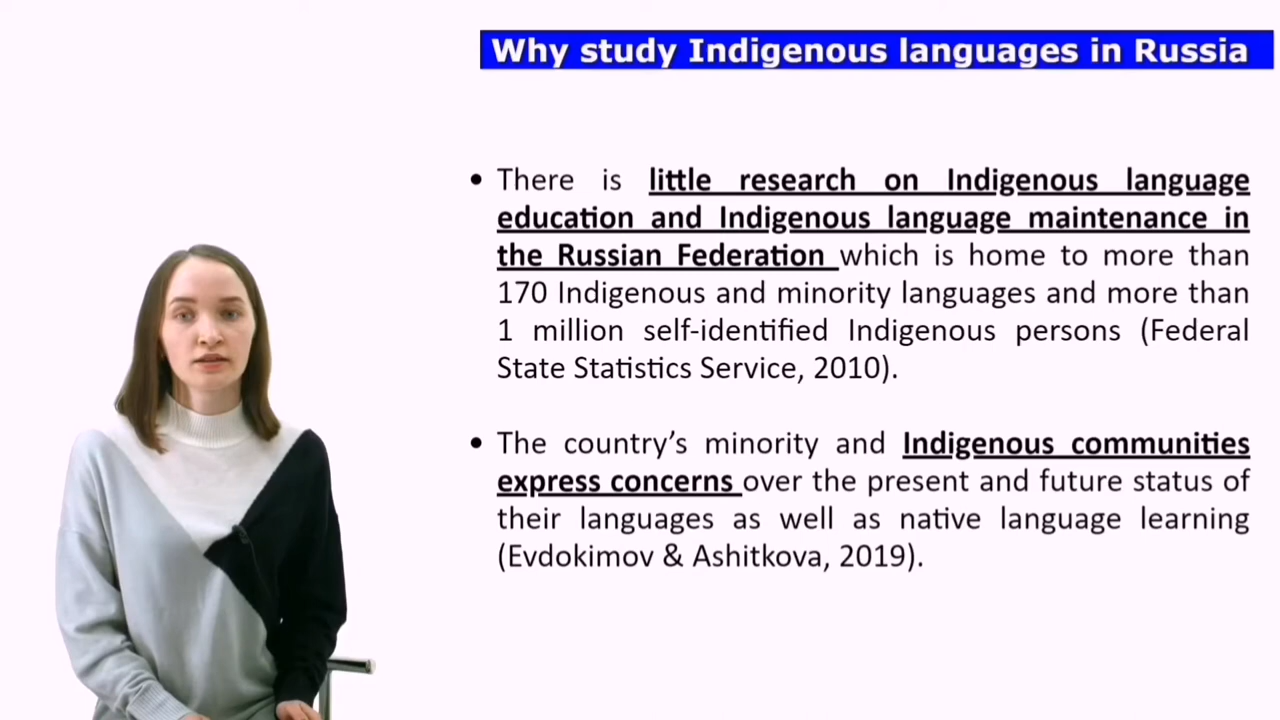 Why study Indigenous languages in Russia
• There is little research on Indigenous language
education and Indigenous language maintenance in
the Russian Federation which is home to more than
170 Indigenous and minority languages and more than
1 million self-identified Indigenous persons (Federal
State Statistics Service, 2010).
• The country’s minority and Indigenous communities
express concerns over the present and future status of
their languages as well as native language learning
(Evdokimov & Ashitkova, 2019).